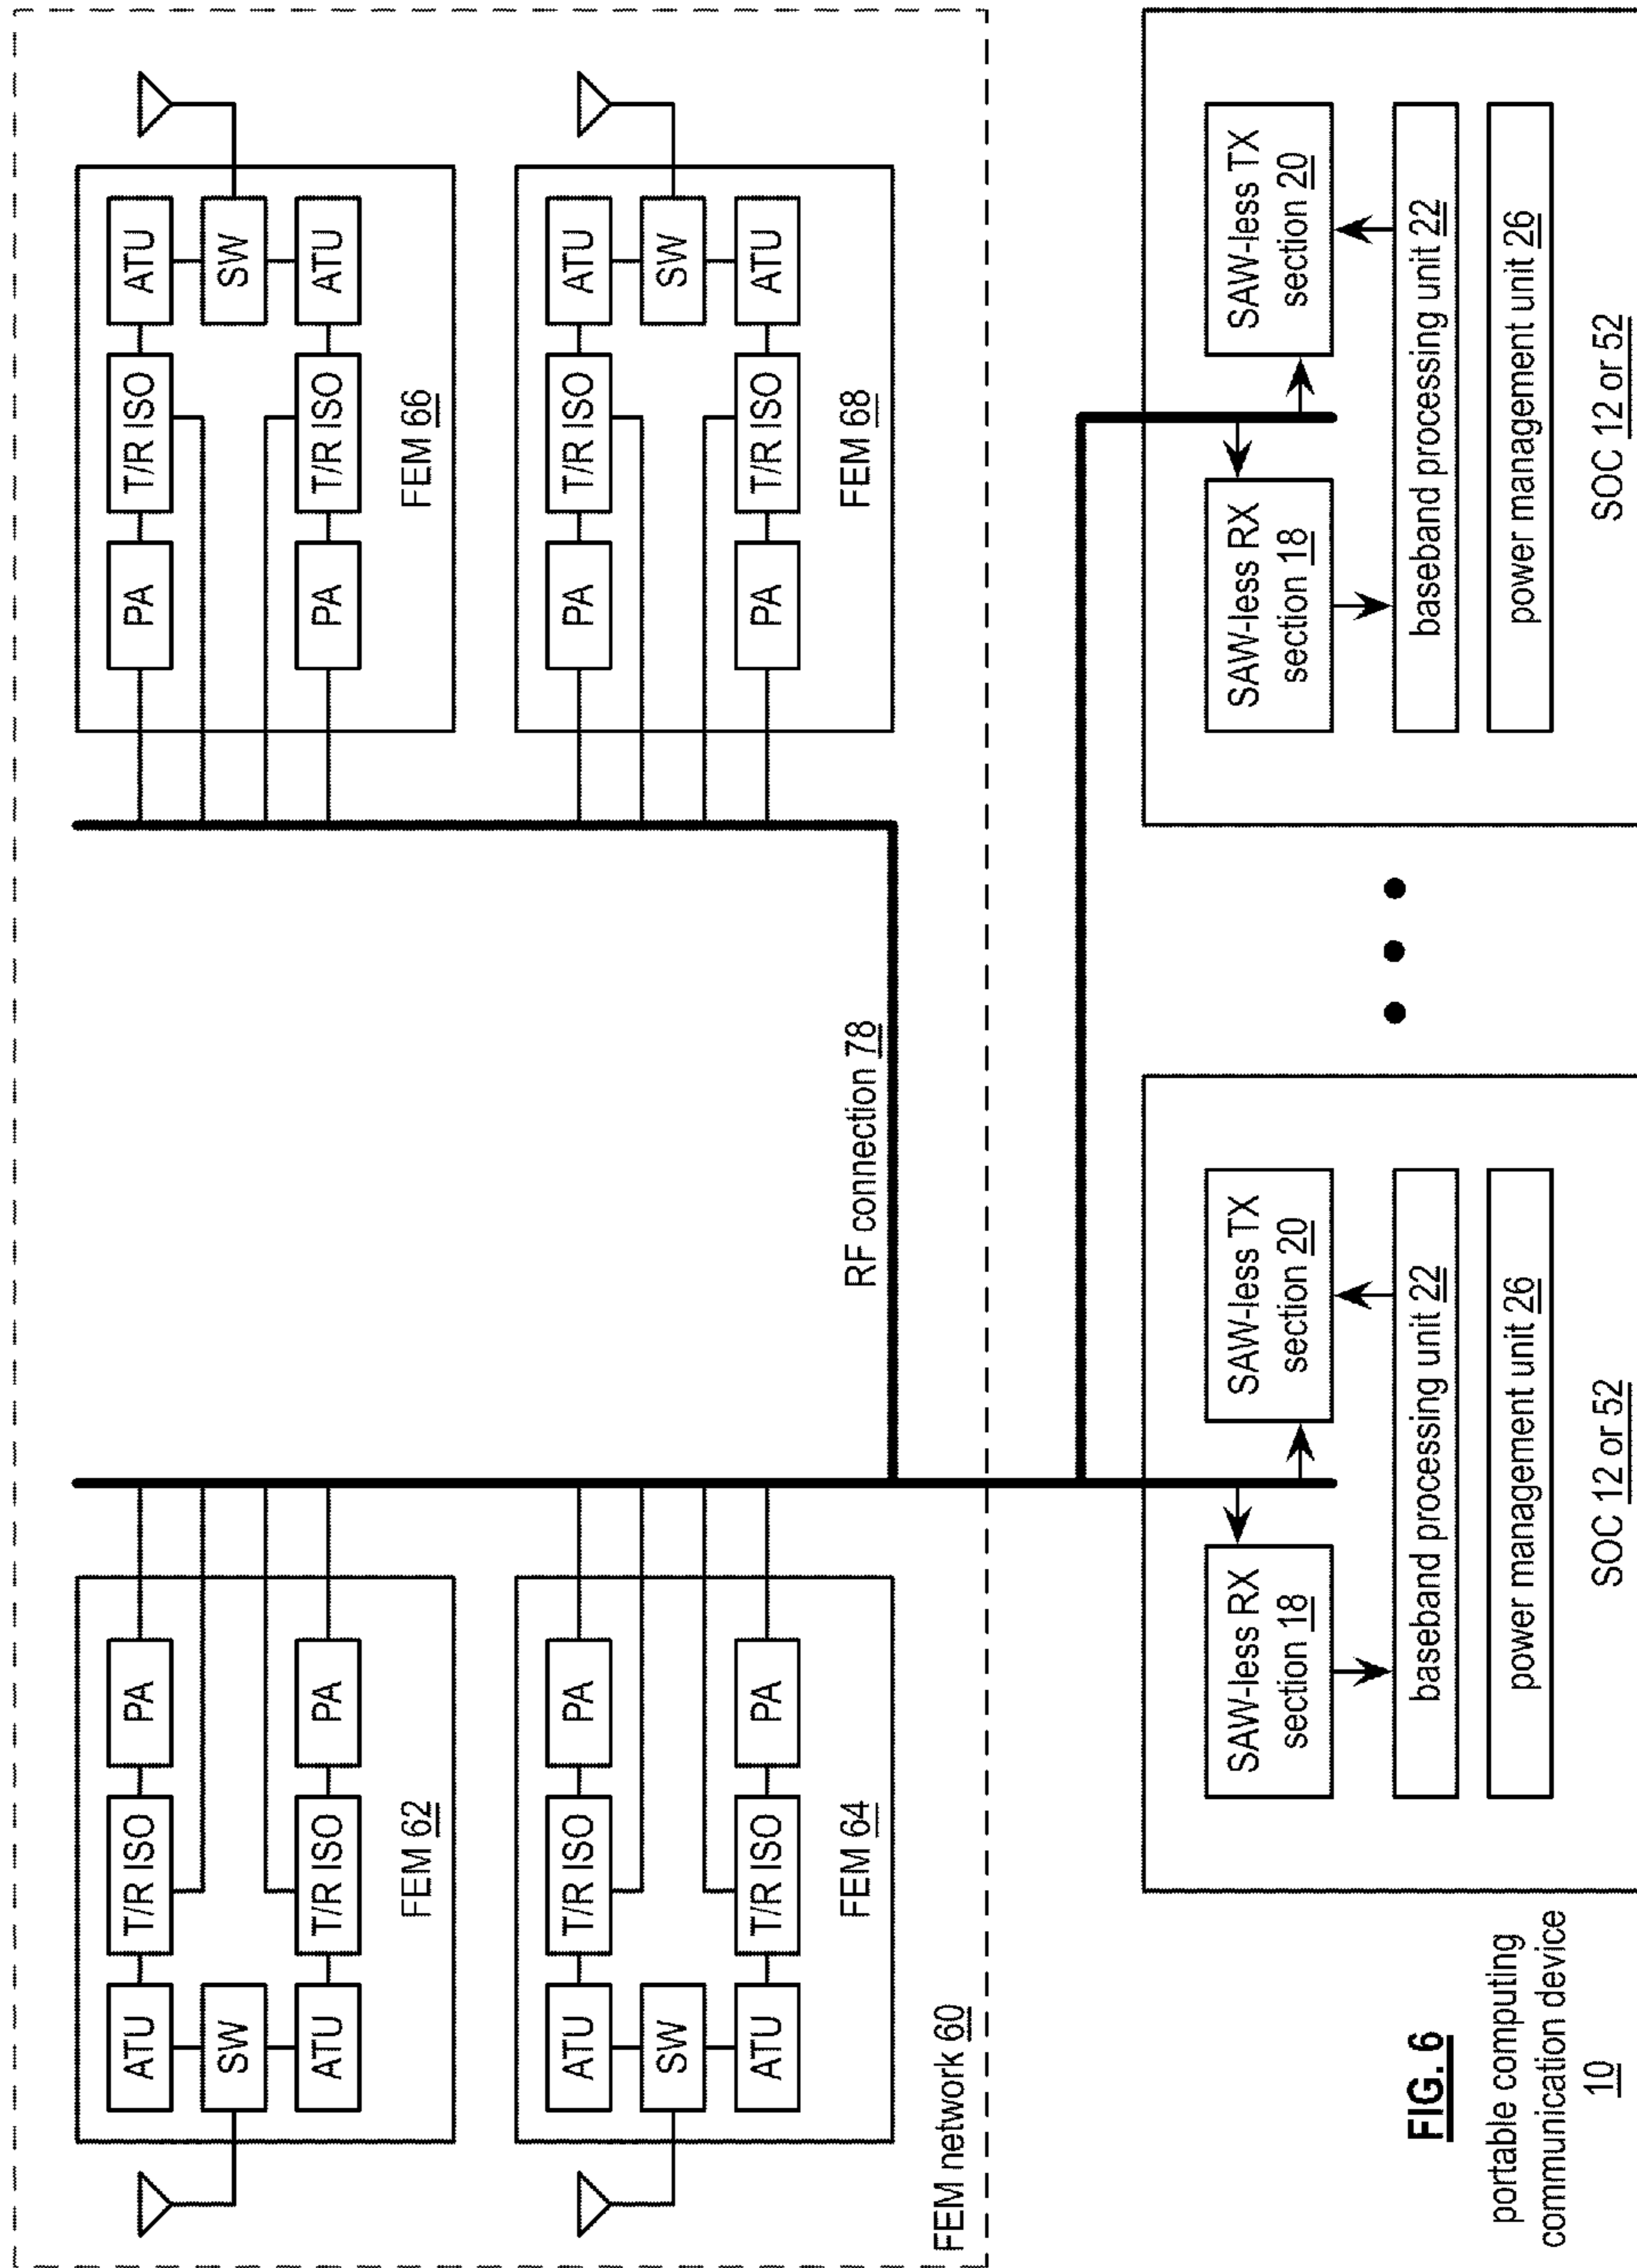 ATU
T/R ISO
PA
SW
ATU
T/R ISO
PA
FEM 62
PA
T/R ISO
ATU
SW
PA
T/R ISO
ATU
FEM 66
ATU
T/R ISO
PA
SW
ATU
T/R ISO
PA
FEM 64
PA
T/R ISO
ATU
SW
PA
T/R ISO
ATU
FEM 68
RF connection 78
FEM network 60
SAW-less RX
section 18
SAW-less TX
section 20
baseband processing unit 22
power management unit 26
SOC 12 or 52
SAW-less RX
section 18
SAW-less TX
section 20
baseband processing unit 22
power management unit 26
SOC 12 or 52
FIG. 6
portable computing
communication device
10